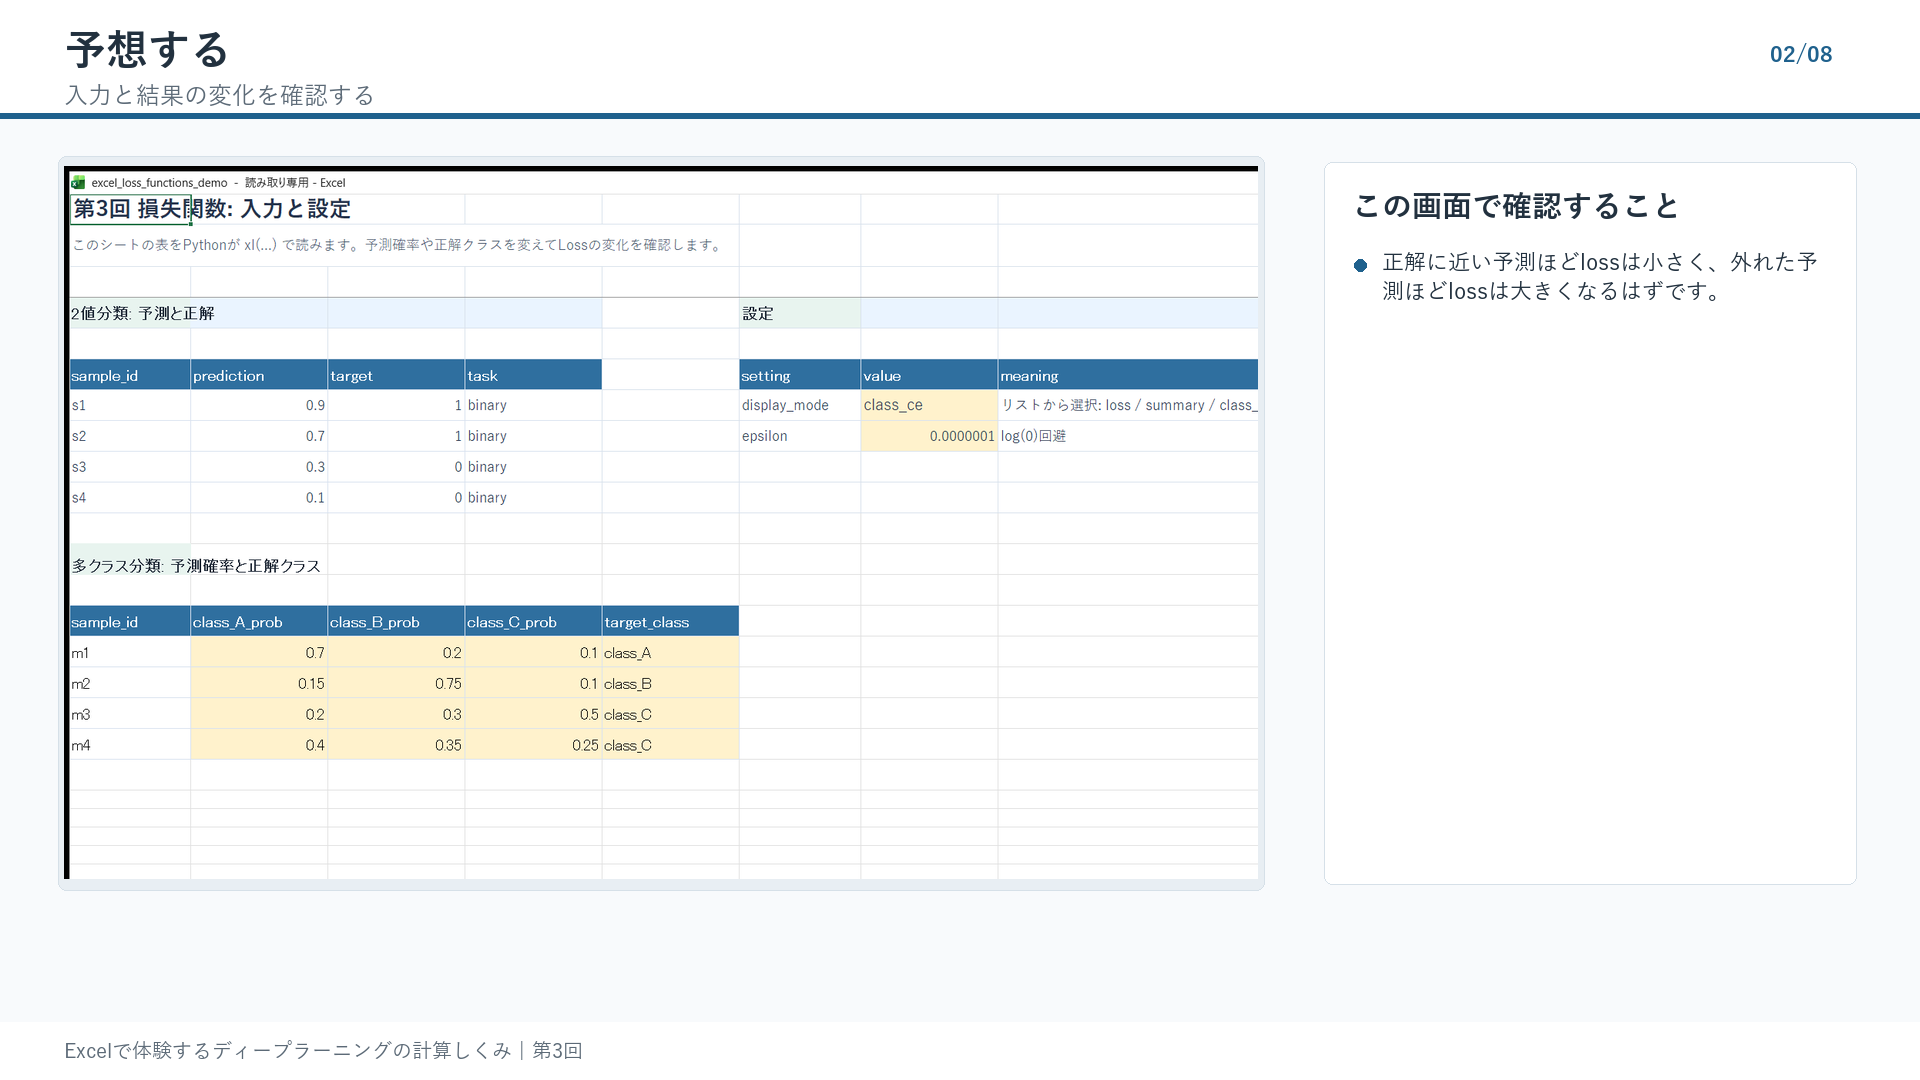 予想する
入力と結果の変化を確認する
02/08
excel_loss_functions_demo - 読み取り専用 - Excel
第3回 損失関数: 入力と設定
このシートの表をPythonが xl(...) で読みます。予測確率や正解クラスを変えてLossの変化を確認します。
2値分類: 予測と正解
設定
sample_id prediction target task
setting value meaning
s1 0.9 1 binary
display_mode class_ce リストから選択: loss / summary / class_
s2 0.7 1 binary
epsilon 0.0000001 log(0)回避
s3 0.3 0 binary
s4 0.1 0 binary
多クラス分類: 予測確率と正解クラス
sample_id class_A_prob class_B_prob class_C_prob target_class
m1 0.7 0.2 0.1 class_A
m2 0.15 0.75 0.1 class_B
m3 0.2 0.3 0.5 class_C
m4 0.4 0.35 0.25 class_C
この画面で確認すること
正解に近い予測ほどlossは小さく、外れた予
測ほどlossは大きくなるはずです。
Excelで体験するディープラーニングの計算しくみ｜第3回